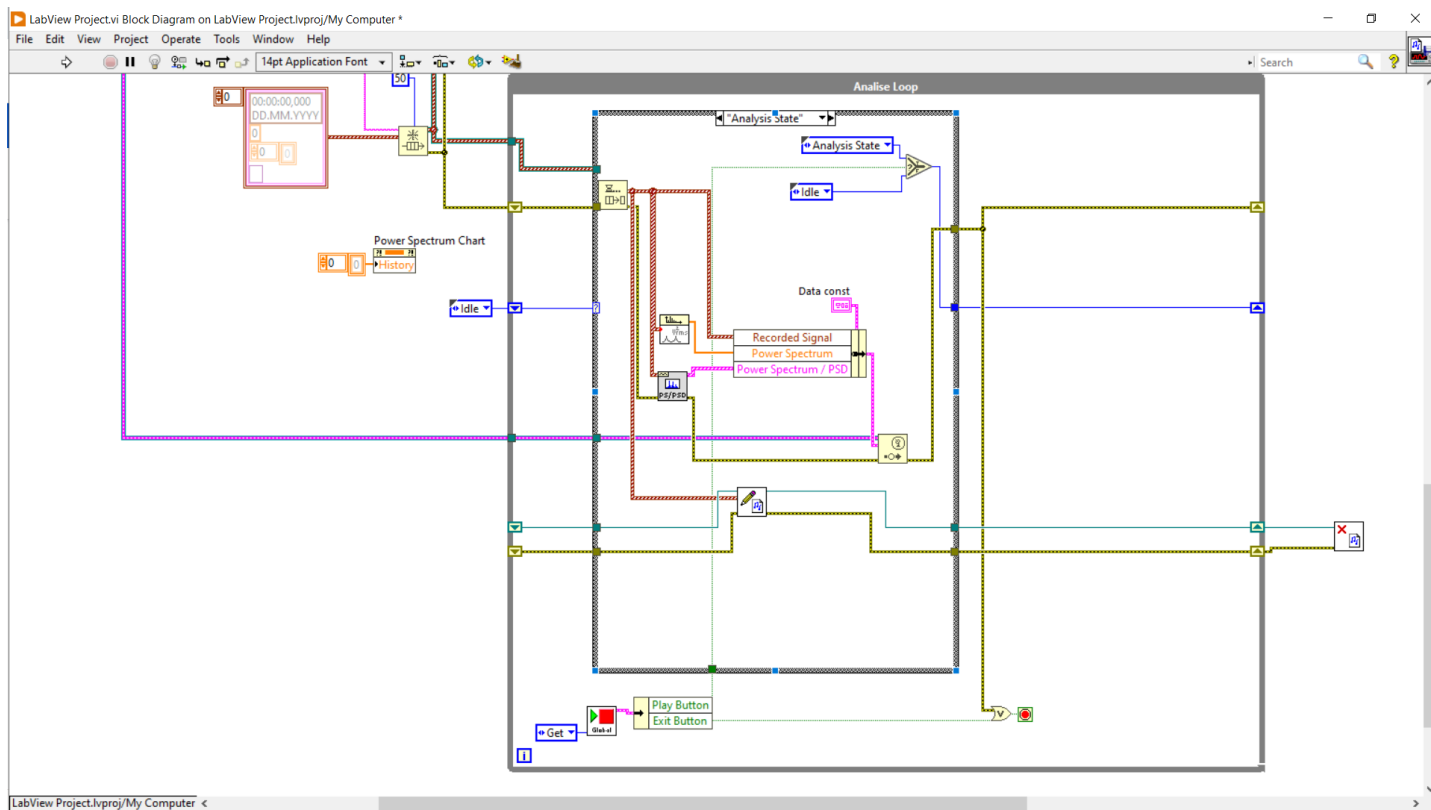 LabView Project.vi Block Diagram on LabView Project.lvproj/My Computer *
File Edit View Project Operate Tools Window Help
14pt Application Font
Search
50
Analise Loop
0
00:00:00,000
DD.MM.YYYY
0
0 0
"Analysis State"
Analysis State
Idle
Power Spectrum Chart
0 0 History
Idle
?
Data const
Recorded Signal
Power Spectrum
Power Spectrum / PSD
PS/PSD
Play Button
Exit Button
Get
Global
V
i
LabView Project.lvproj/My Computer